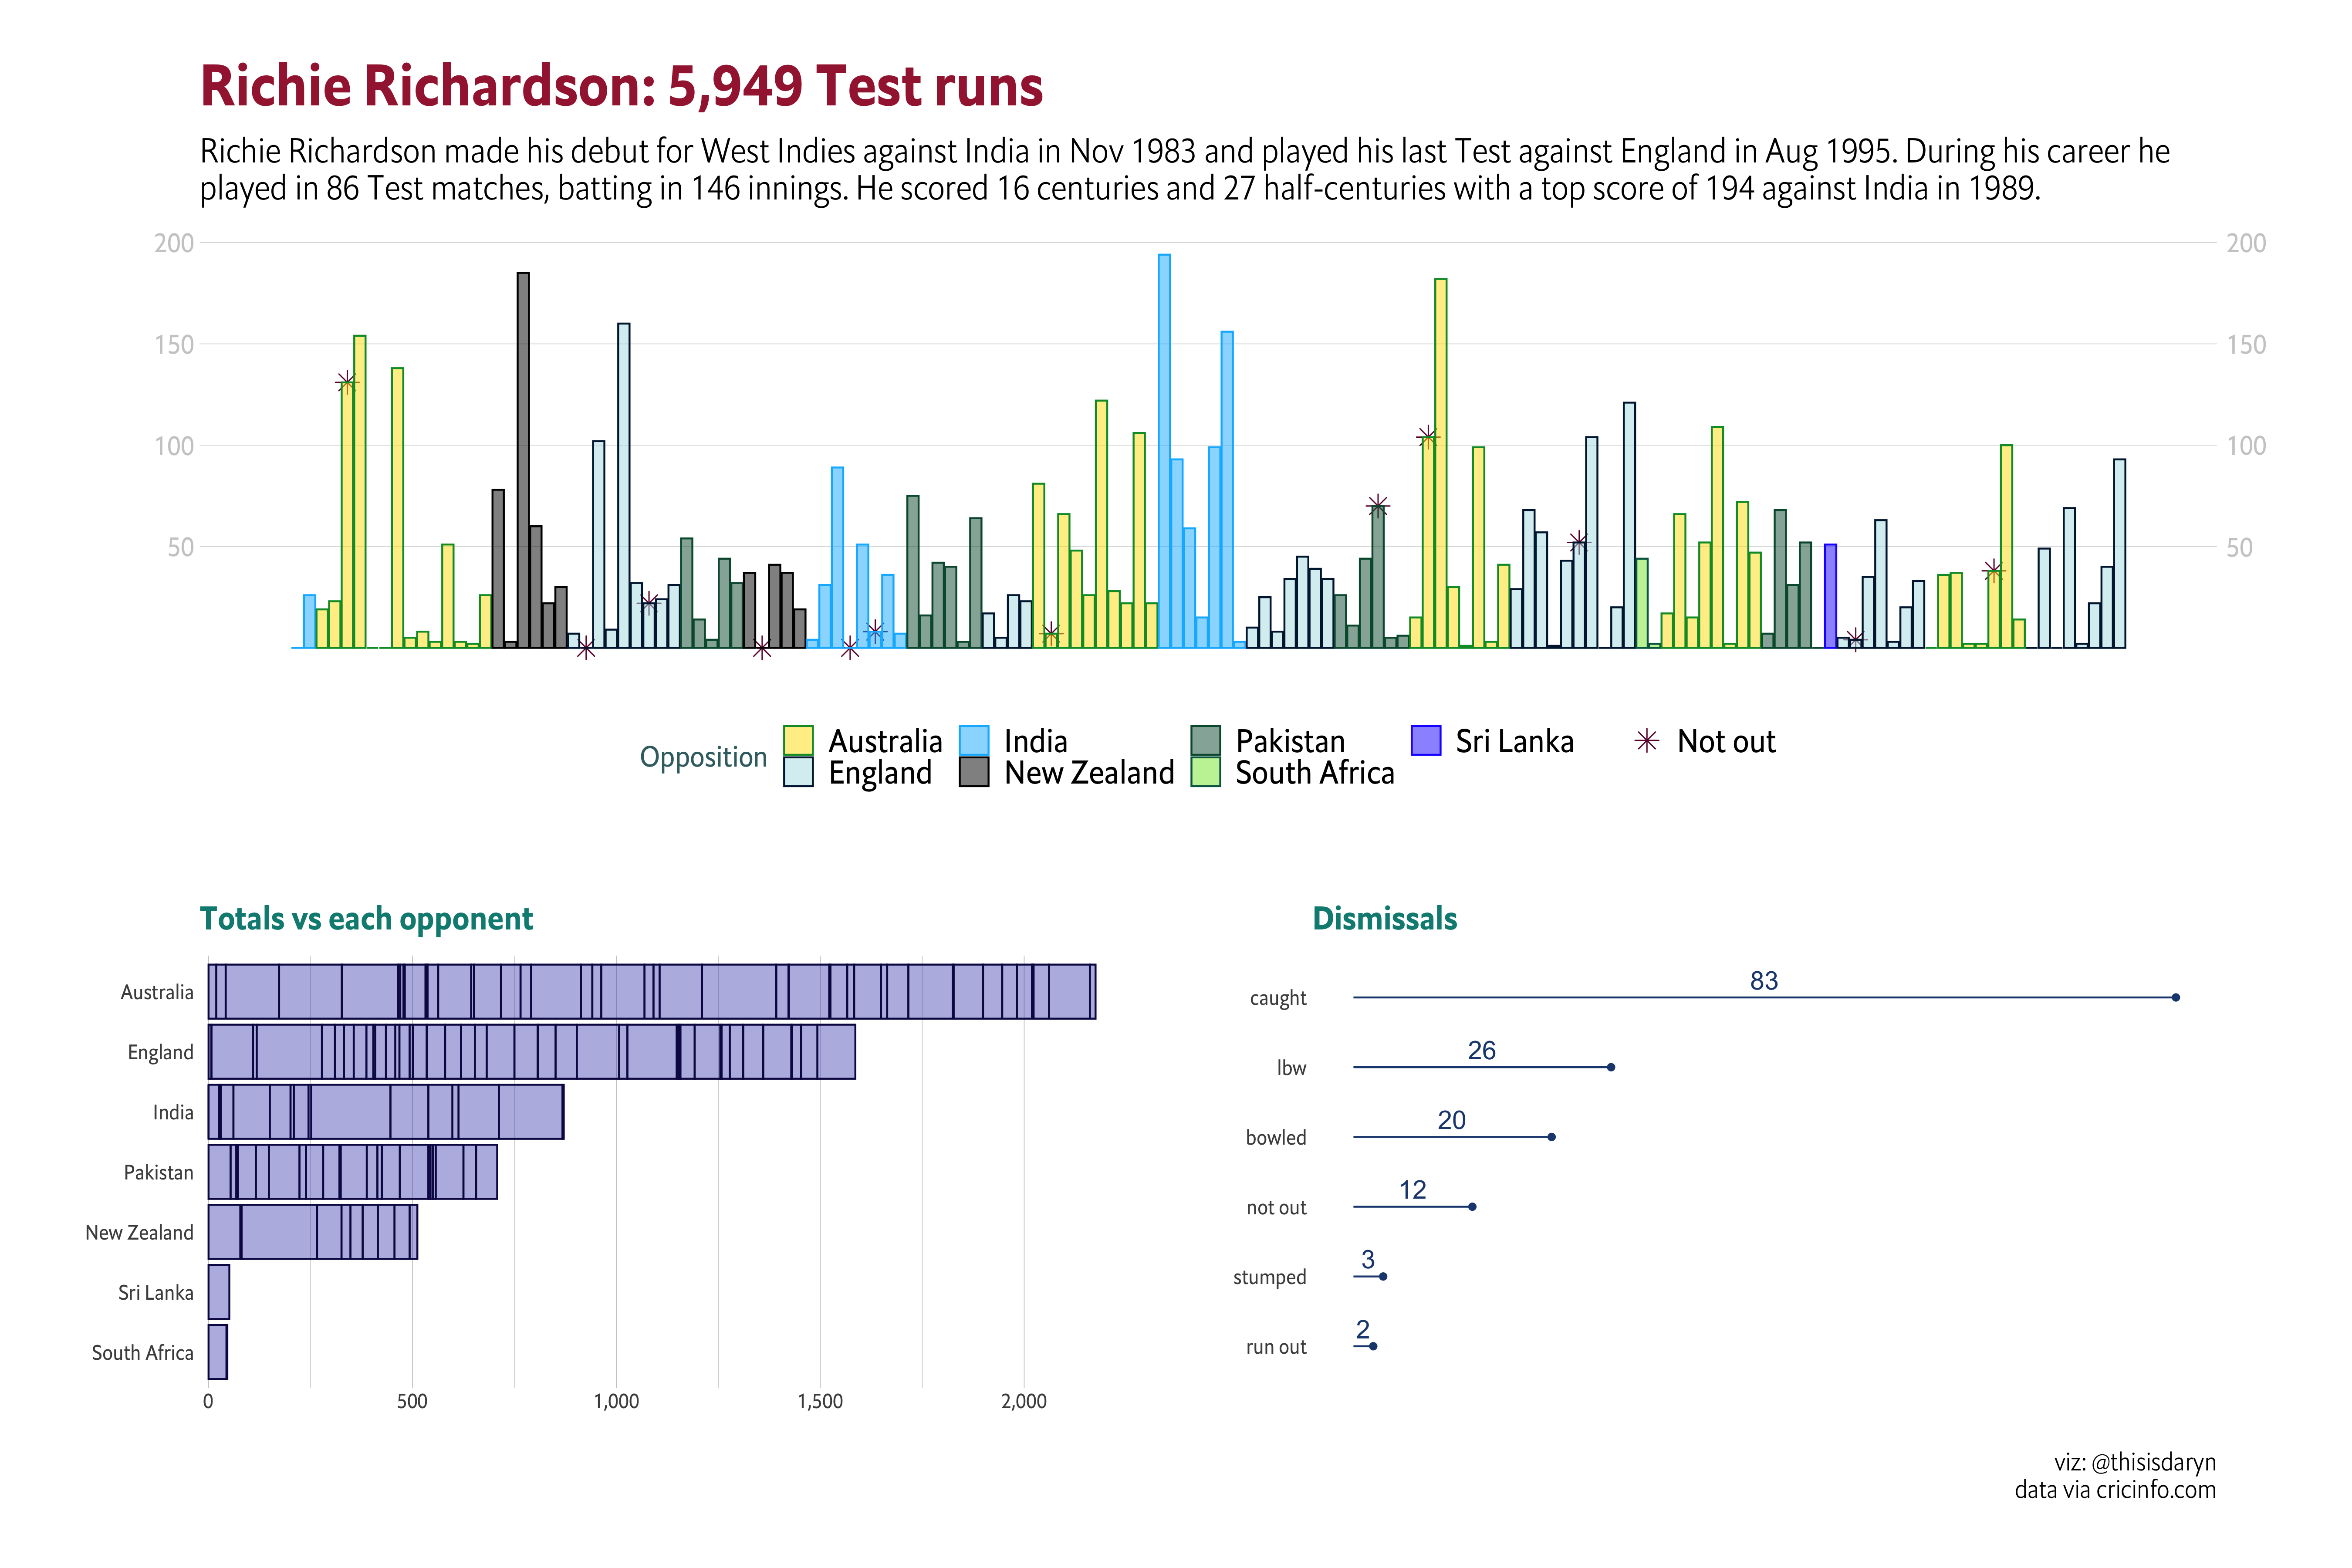 Richie Richardson: 5,949 Test runs
Richie Richardson made his debut for West Indies against India in Nov 1983 and played his last Test against England in Aug 1995. During his career he
played in 86 Test matches, batting in 146 innings. He scored 16 centuries and 27 half-centuries with a top score of 194 against India in 1989.
200 200
150 150
100 100
50 50
Opposition
Australia India Pakistan Sri Lanka Not out
England New Zealand South Africa
Totals vs each opponent
Australia
England
India
Pakistan
New Zealand
Sri Lanka
South Africa
0 500 1,000 1,500 2,000
Dismissals
caught 83
lbw 26
bowled 20
not out 12
stumped 3
run out 2
viz: @thisisdaryn
data via cricinfo.com